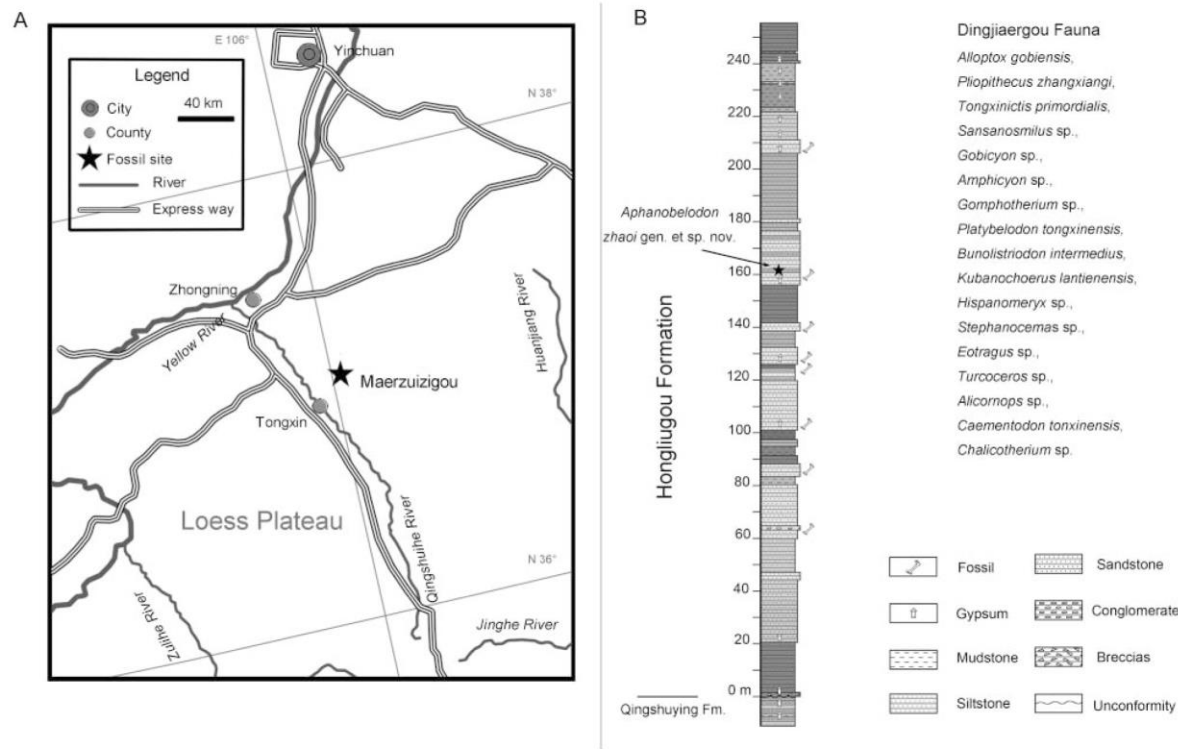 A
E 106°
Yinchuan
Legend
City
40 km
County
Fossil site
River
Express way
N 38°
Zhongning
Yellow River
Huanjiang River
Maerzuizigou
Tongxin
Loess Plateau
Qingshuihe River
N 36°
Zulihe River
Jinghe River
B
Hongliugou Formation
240
220
200
180
160
140
120
100
80
60
40
20
0 m
Aphanobelodon
zhaoi gen. et sp. nov.
Qingshuying Fm.
Dingjiaergou Fauna
Alloptox gobiensis,
Pliopithecus zhangxiangi,
Tongxinictis primordialis,
Sansanosmilus sp.,
Gobicyon sp.,
Amphicyon sp.,
Gomphotherium sp.,
Platybelodon tongxinensis,
Bunolistriodon intermedius,
Kubanochoerus lantienensis,
Hispanomeryx sp.,
Stephanocemas sp.,
Eotragus sp.,
Turcoceros sp.,
Alicornops sp.,
Caementodon tonxinensis,
Chalicotherium sp.
Fossil
Sandstone
Gypsum
Conglomerate
Mudstone
Breccias
Siltstone
Unconformity